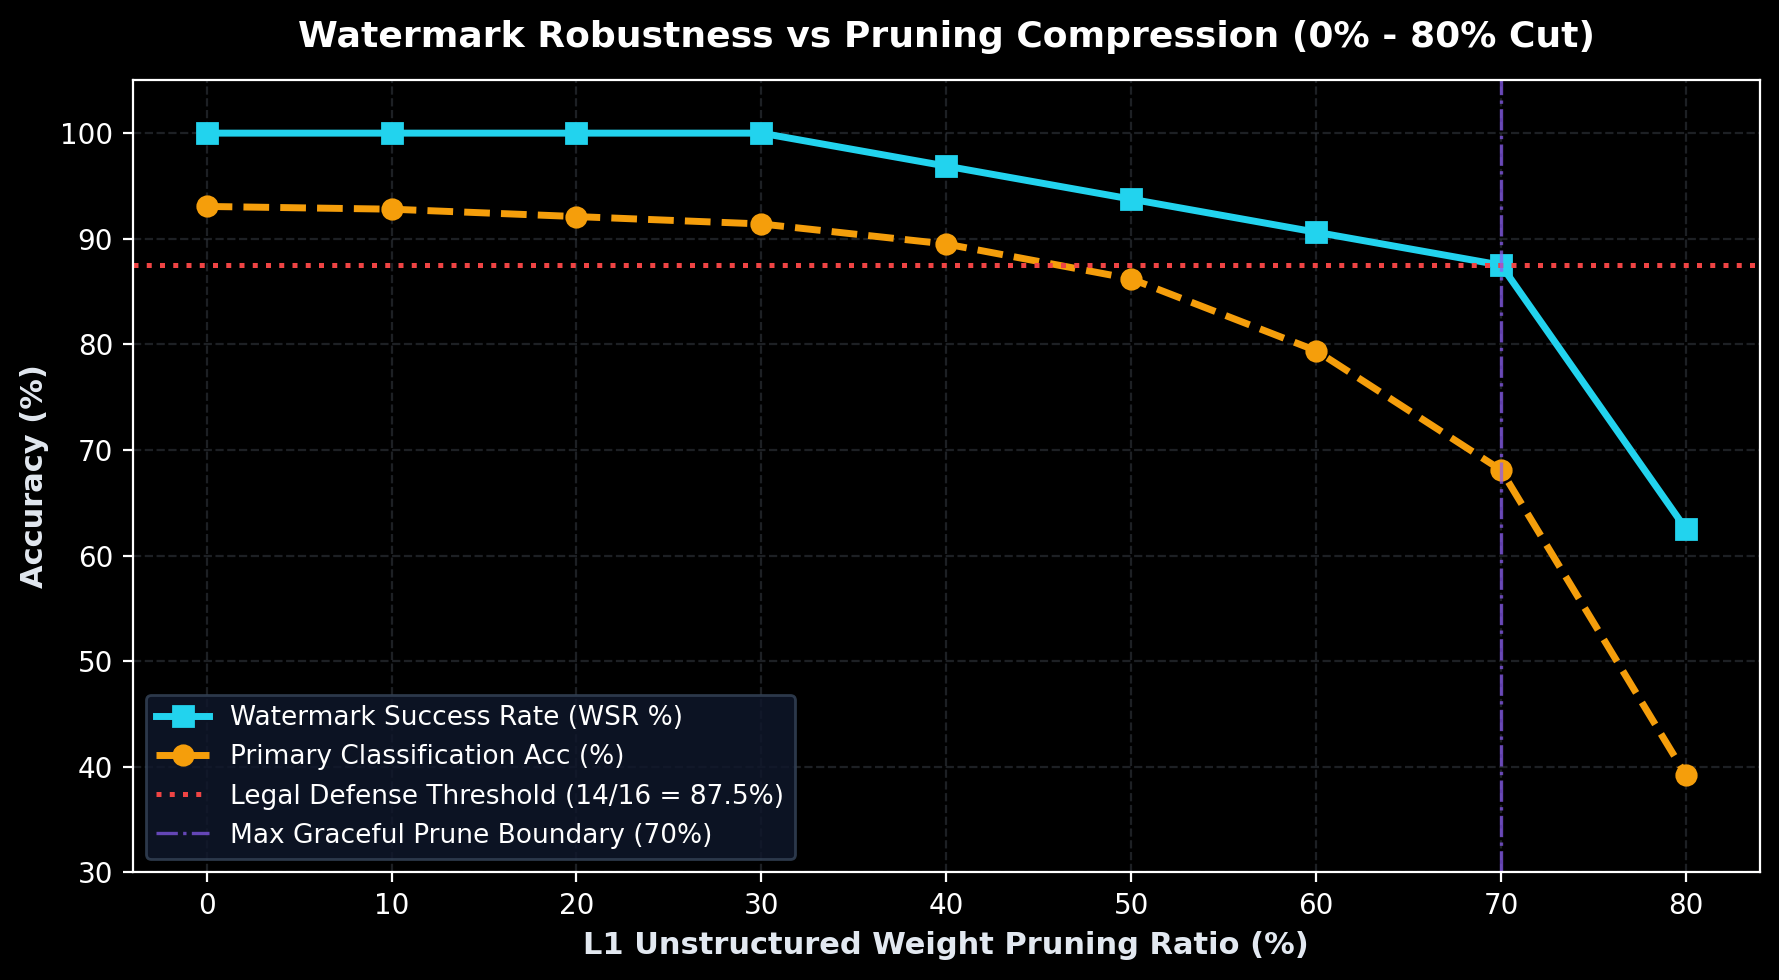 Watermark Robustness vs Pruning Compression (0% - 80% Cut)
Accuracy (%)
100
90
80
70
60
50
40
30
Watermark Success Rate (WSR %)
Primary Classification Acc (%)
Legal Defense Threshold (14/16 = 87.5%)
Max Graceful Prune Boundary (70%)
0 10 20 30 40 50 60 70 80
L1 Unstructured Weight Pruning Ratio (%)